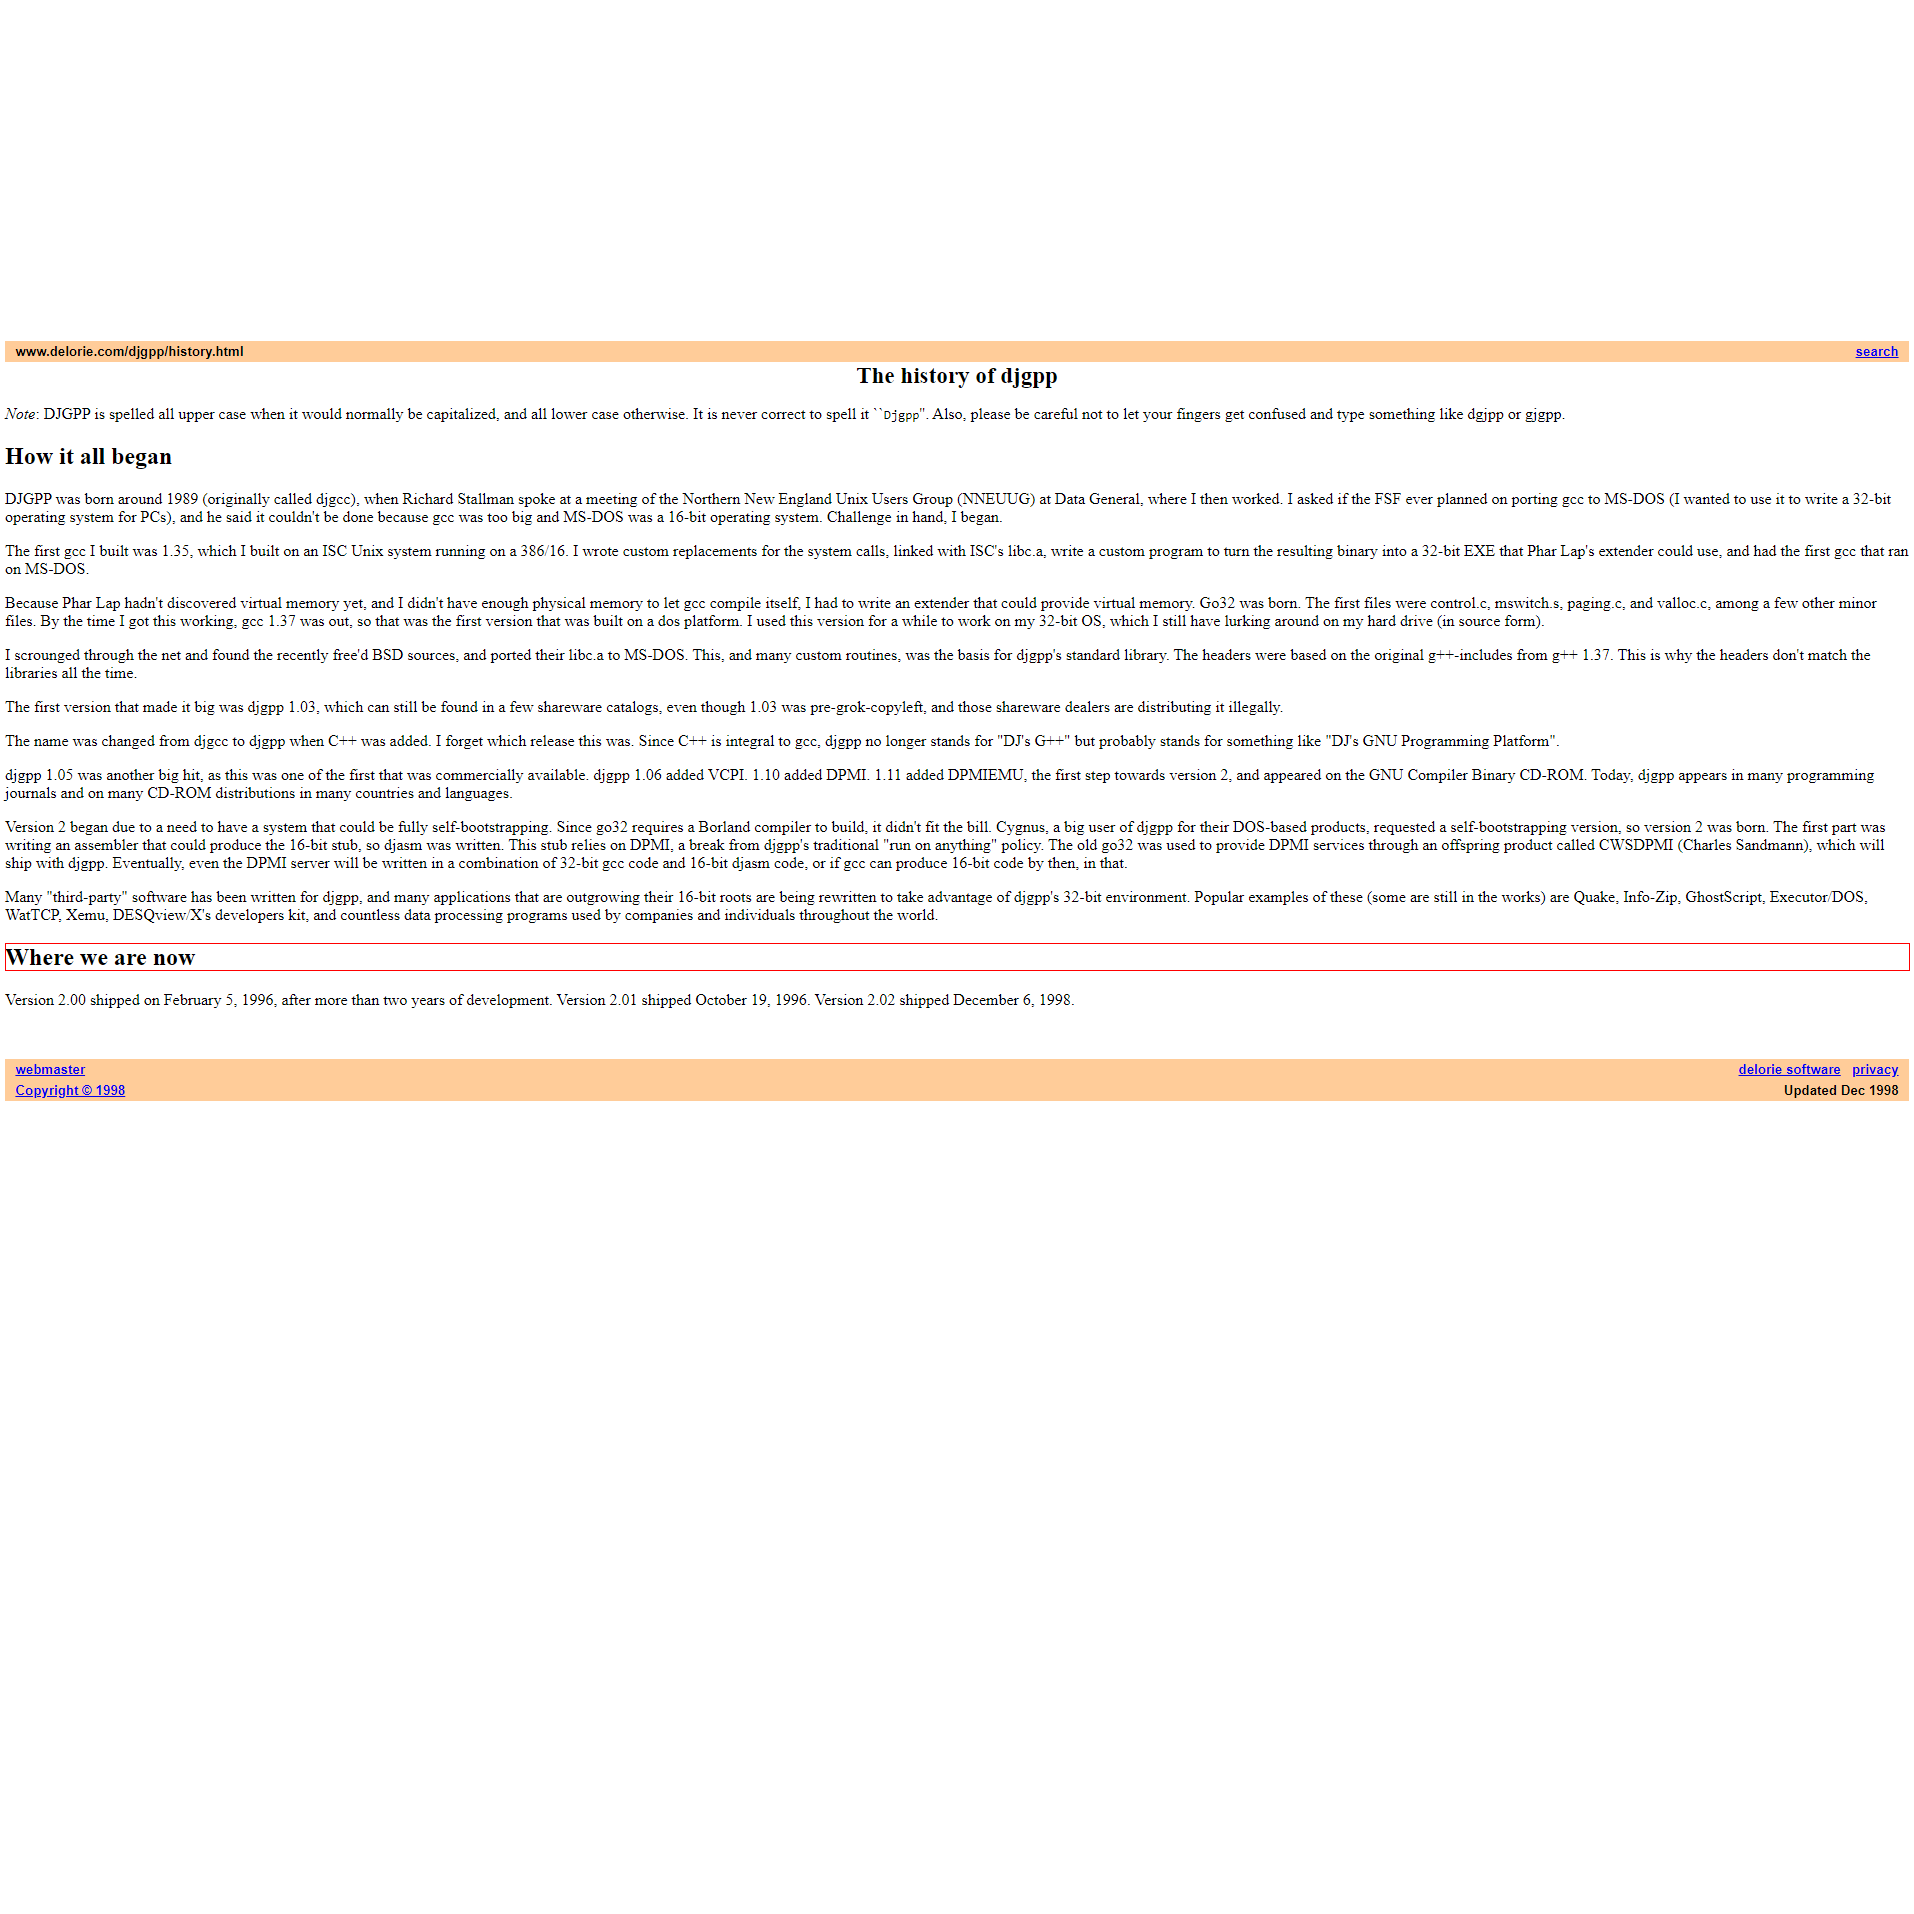 www.delorie.com/djgpp/history.html search
The history of djgpp
Note: DJGPP is spelled all upper case when it would normally be capitalized, and all lower case otherwise. It is never correct to spell it ``Djgpp''. Also, please be careful not to let your fingers get confused and type something like dgjpp or gjgpp.
How it all began
DJGPP was born around 1989 (originally called djgcc), when Richard Stallman spoke at a meeting of the Northern New England Unix Users Group (NNEUUG) at Data General, where I then worked. I asked if the FSF ever planned on porting gcc to MS-DOS (I wanted to use it to write a 32-bit
operating system for PCs), and he said it couldn't be done because gcc was too big and MS-DOS was a 16-bit operating system. Challenge in hand, I began.
The first gcc I built was 1.35, which I built on an ISC Unix system running on a 386/16. I wrote custom replacements for the system calls, linked with ISC's libc.a, write a custom program to turn the resulting binary into a 32-bit EXE that Phar Lap's extender could use, and had the first gcc that ran
on MS-DOS.
Because Phar Lap hadn't discovered virtual memory yet, and I didn't have enough physical memory to let gcc compile itself, I had to write an extender that could provide virtual memory. Go32 was born. The first files were control.c, mswitch.s, paging.c, and valloc.c, among a few other minor
files. By the time I got this working, gcc 1.37 was out, so that was the first version that was built on a dos platform. I used this version for a while to work on my 32-bit OS, which I still have lurking around on my hard drive (in source form).
I scrounged through the net and found the recently free'd BSD sources, and ported their libc.a to MS-DOS. This, and many custom routines, was the basis for djgpp's standard library. The headers were based on the original g++-includes from g++ 1.37. This is why the headers don't match the
libraries all the time.
The first version that made it big was djgpp 1.03, which can still be found in a few shareware catalogs, even though 1.03 was pre-grok-copyleft, and those shareware dealers are distributing it illegally.
The name was changed from djgcc to djgpp when C++ was added. I forget which release this was. Since C++ is integral to gcc, djgpp no longer stands for "DJ's G++" but probably stands for something like "DJ's GNU Programming Platform".
djgpp 1.05 was another big hit, as this was one of the first that was commercially available. djgpp 1.06 added VCPI. 1.10 added DPMI. 1.11 added DPMIEMU, the first step towards version 2, and appeared on the GNU Compiler Binary CD-ROM. Today, djgpp appears in many programming
journals and on many CD-ROM distributions in many countries and languages.
Version 2 began due to a need to have a system that could be fully self-bootstrapping. Since go32 requires a Borland compiler to build, it didn't fit the bill. Cygnus, a big user of djgpp for their DOS-based products, requested a self-bootstrapping version, so version 2 was born. The first part was
writing an assembler that could produce the 16-bit stub, so djasm was written. This stub relies on DPMI, a break from djgpp's traditional "run on anything" policy. The old go32 was used to provide DPMI services through an offspring product called CWSDPMI (Charles Sandmann), which will
ship with djgpp. Eventually, even the DPMI server will be written in a combination of 32-bit gcc code and 16-bit djasm code, or if gcc can produce 16-bit code by then, in that.
Many "third-party" software has been written for djgpp, and many applications that are outgrowing their 16-bit roots are being rewritten to take advantage of djgpp's 32-bit environment. Popular examples of these (some are still in the works) are Quake, Info-Zip, GhostScript, Executor/DOS,
WatTCP, Xemu, DESQview/X's developers kit, and countless data processing programs used by companies and individuals throughout the world.
Where we are now
Version 2.00 shipped on February 5, 1996, after more than two years of development. Version 2.01 shipped October 19, 1996. Version 2.02 shipped December 6, 1998.
webmaster delorie software privacy
Copyright © 1998 Updated Dec 1998